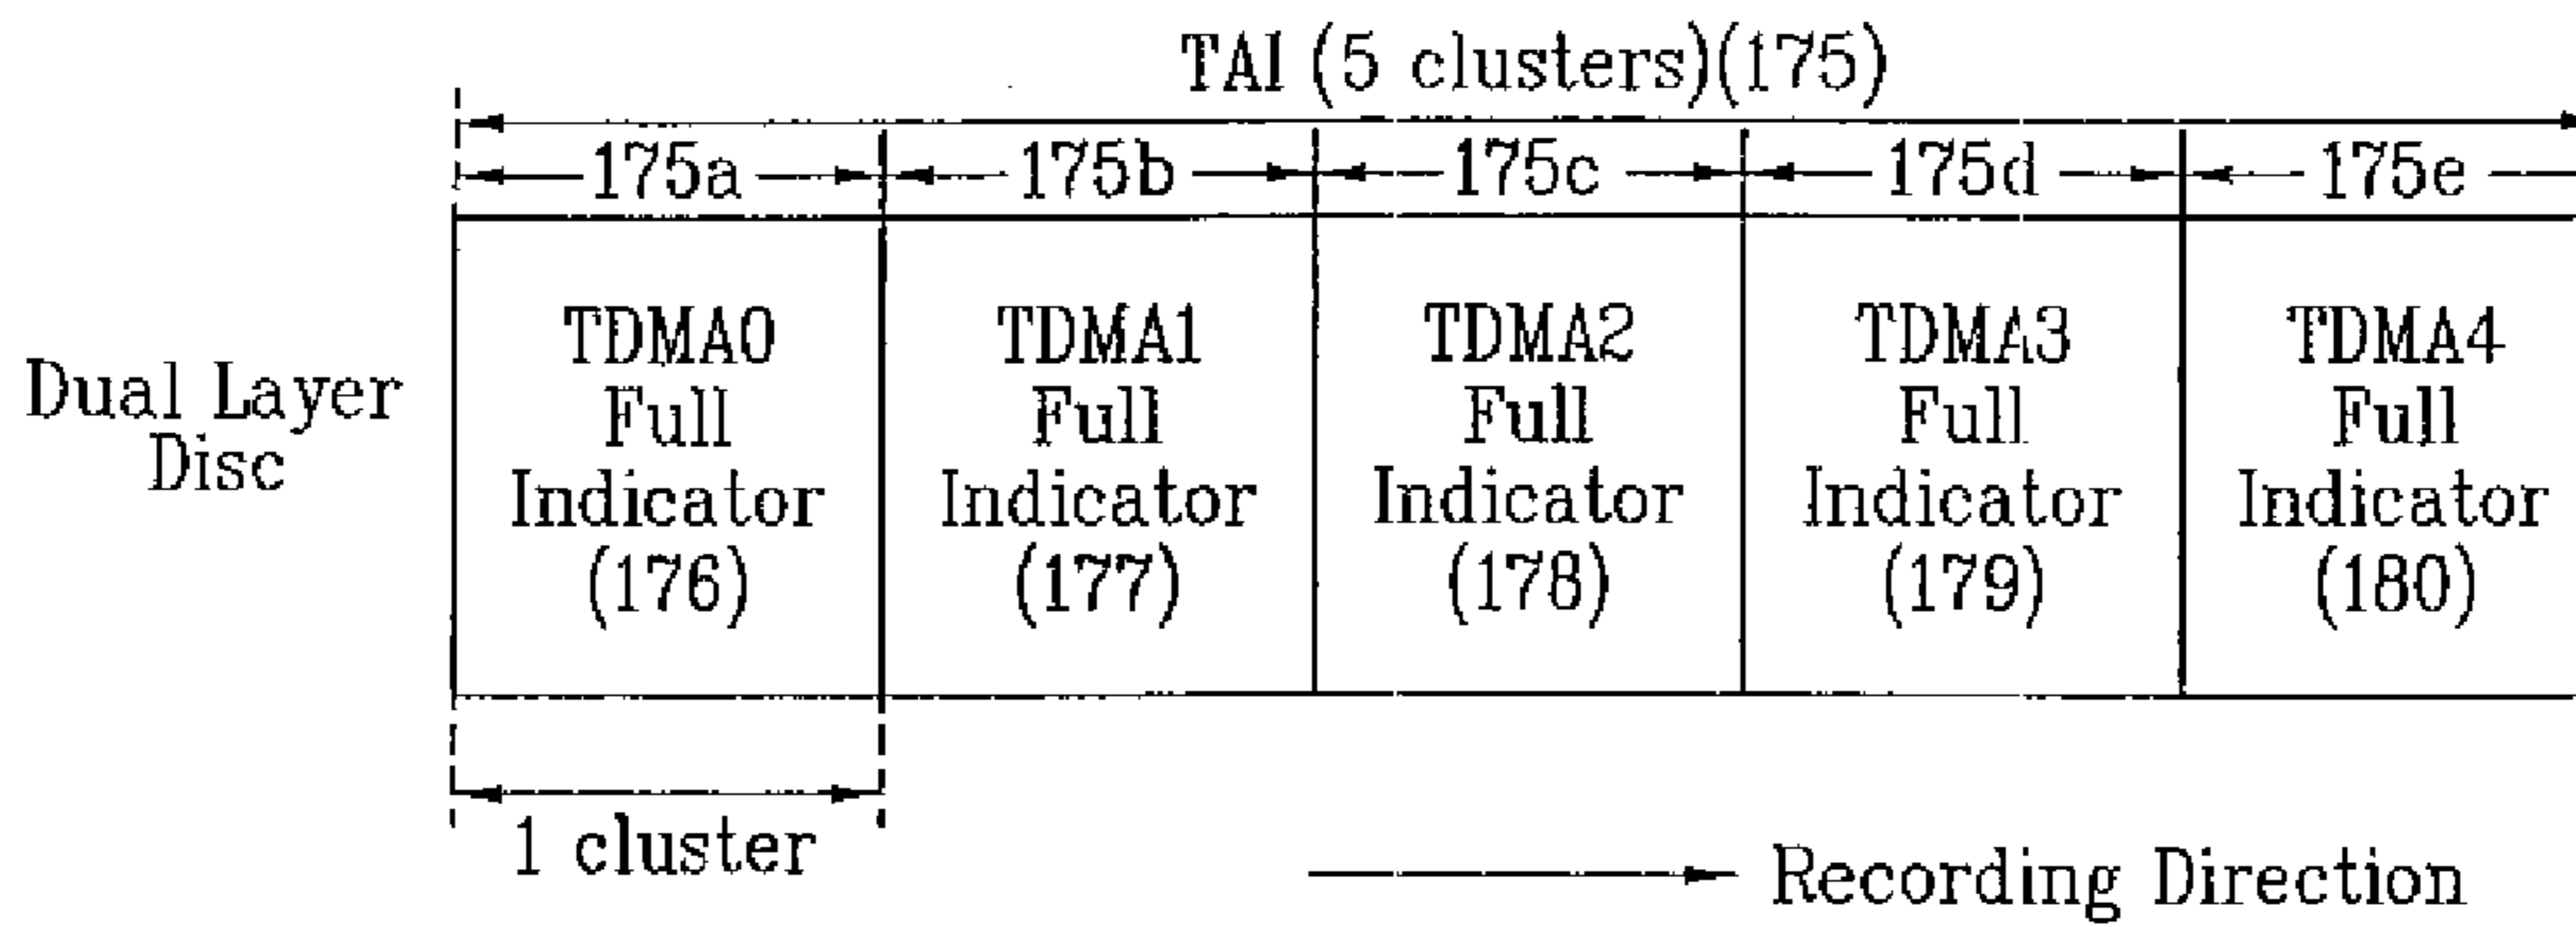 TAI (5 clusters)(175)
175a 175b 175c 175d 175e
Dual Layer
Disc
TDMA0
Full
Indicator
(176)
TDMA1
Full
Indicator
(177)
TDMA2
Full
Indicator
(178)
TDMA3
Full
Indicator
(179)
TDMA4
Full
Indicator
(180)
1 cluster
Recording Direction